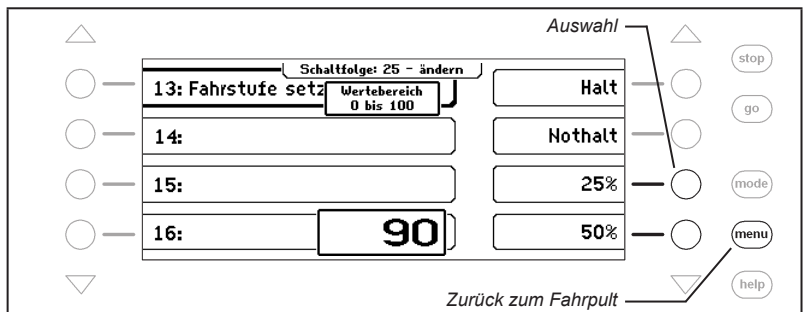 Auswahl
stop
Schaltfolge: 25 - ändern
13: Fahrstufe setz
Wertebereich
0 bis 100
Halt
go
14:
Nothalt
15:
25%
mode
16:
90
50%
menu
help
Zurück zum Fahrpult